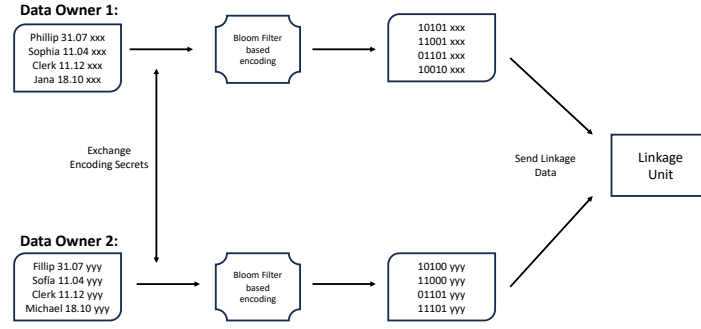 Data Owner 1:
Phillip 31.07 xxx
Sophia 11.04 xxx
Clerk 11.12 xxx
Jana 18.10 xxx
Bloom Filter
based
encoding
10101 xxx
11001 xxx
01101 xxx
10010 xxx
Exchange
Encoding Secrets
Send Linkage
Data
Linkage
Unit
Data Owner 2:
Fillip 31.07 yyy
Sofía 11.04 yyy
Clerk 11.12 yyy
Michael 18.10 yyy
Bloom Filter
based
encoding
10100 yyy
11000 yyy
01101 yyy
11101 yyy